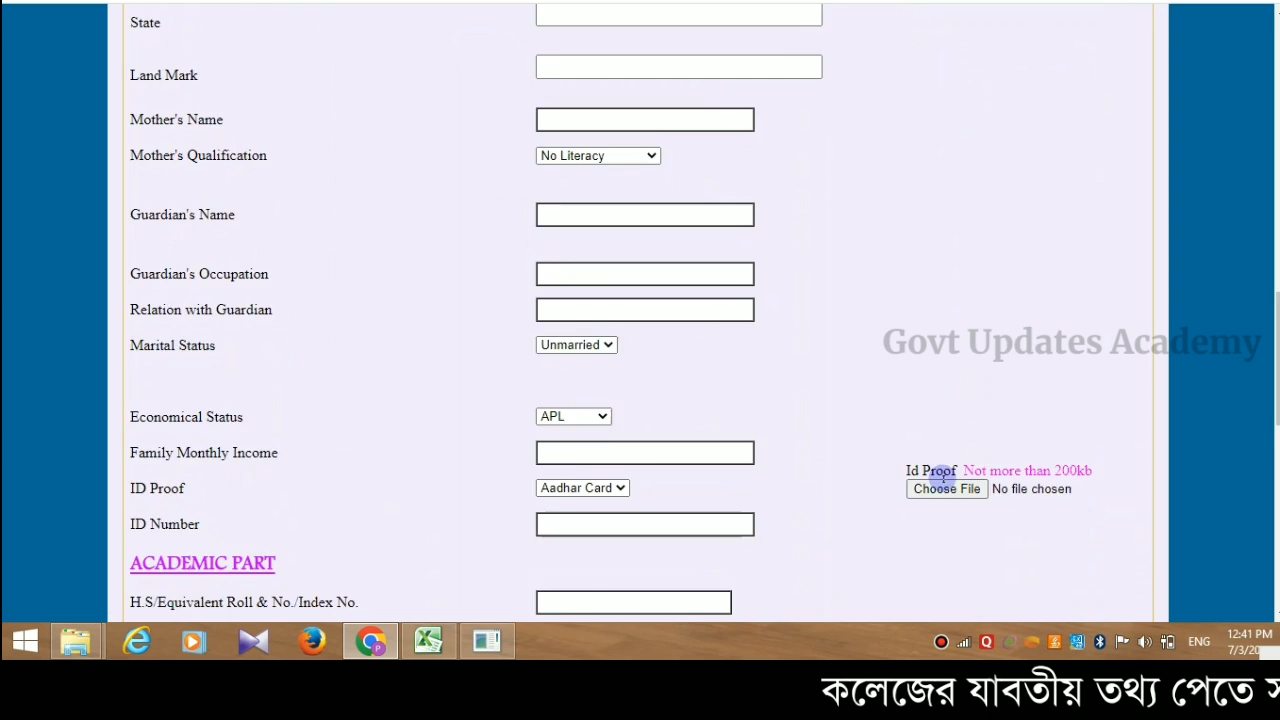 State
Land Mark
Mother's Name
Mother's Qualification No Literacy
Guardian's Name
Guardian's Occupation
Relation with Guardian
Marital Status Unmarried
Govt Updates Academy
Economical Status APL
Family Monthly Income
Id Proof Not more than 200kb
ID Proof Aadhar Card Choose File No file chosen
ID Number
ACADEMIC PART
H.S/Equivalent Roll & No./Index No.
ENG
12:41 PM
কলেজের যাবতীয় তথ্য পেতে